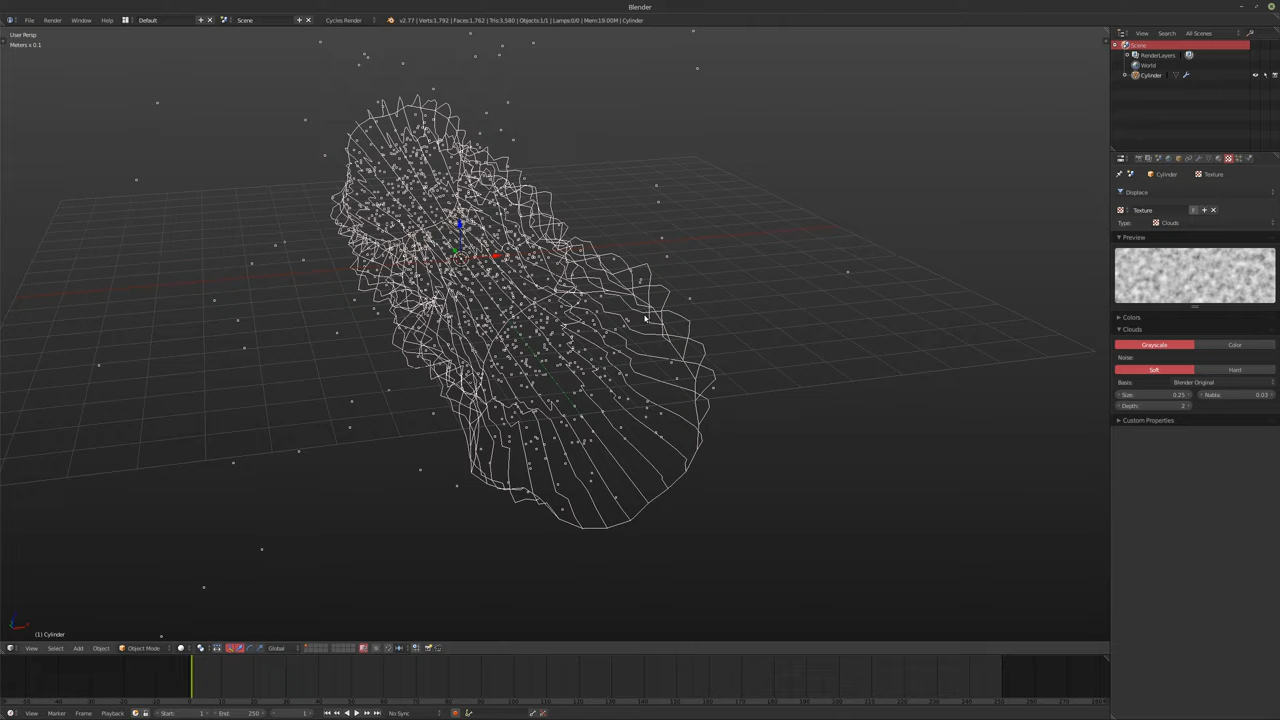 Blender
File Render Window Help Default Scene Cycles Render v2.77 | Verts:1,792 | Faces:1,762 | Tris:3,580 | Objects:1/1 | Lamps:0/0 | Mem:19.00M | Cylinder
User Persp
Meters x 0.1
View Search All Scenes
Scene
RenderLayers
World
Cylinder
Cylinder Texture
Displace
Texture F
Type: Clouds
Preview
Colors
Clouds
Grayscale Color
Noise:
Soft Hard
Basis: Blender Original
Size: 0.25 Nabla: 0.03
Depth: 2
Custom Properties
(1) Cylinder
View Select Add Object Object Mode Global
View Marker Frame Playback Start: 1 End: 250 1 No Sync